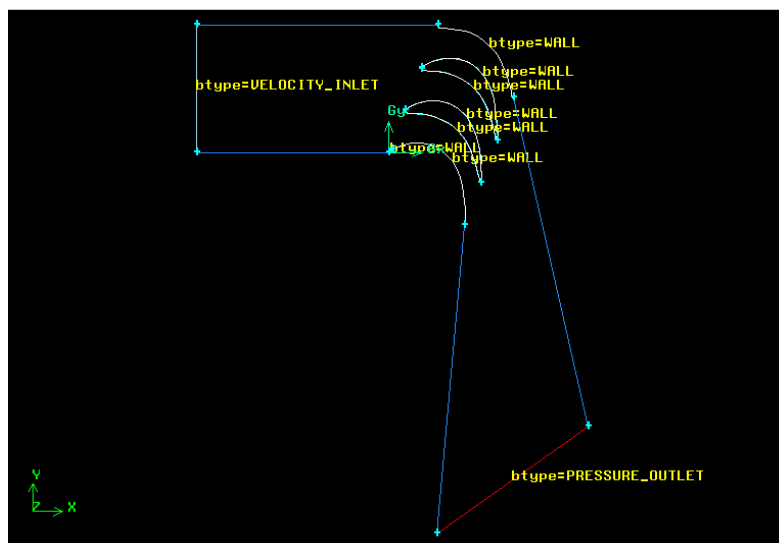 btype=WALL
btype=WALL
btype=VELOCITY_INLET
btype=WALL
btype=WALL
Gy
btype=WALL
btype=WALL
btype=WALL
btype=PRESSURE_OUTLET
Y
Z
X